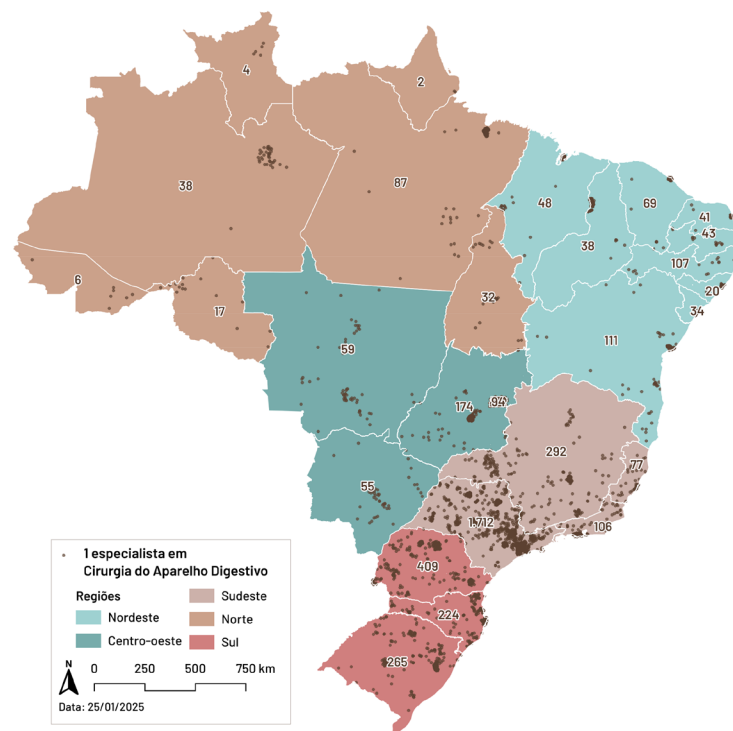 4
2
38
87
48
69
41
43
38
107
6
20
17
32
34
59
111
174
292
77
55
1.712
106
409
224
265
1 especialista em
Cirurgia do Aparelho Digestivo
Regiões
Nordeste
Centro-oeste
Sudeste
Norte
Sul
N
0 250 500 750 km
Data: 25/01/2025